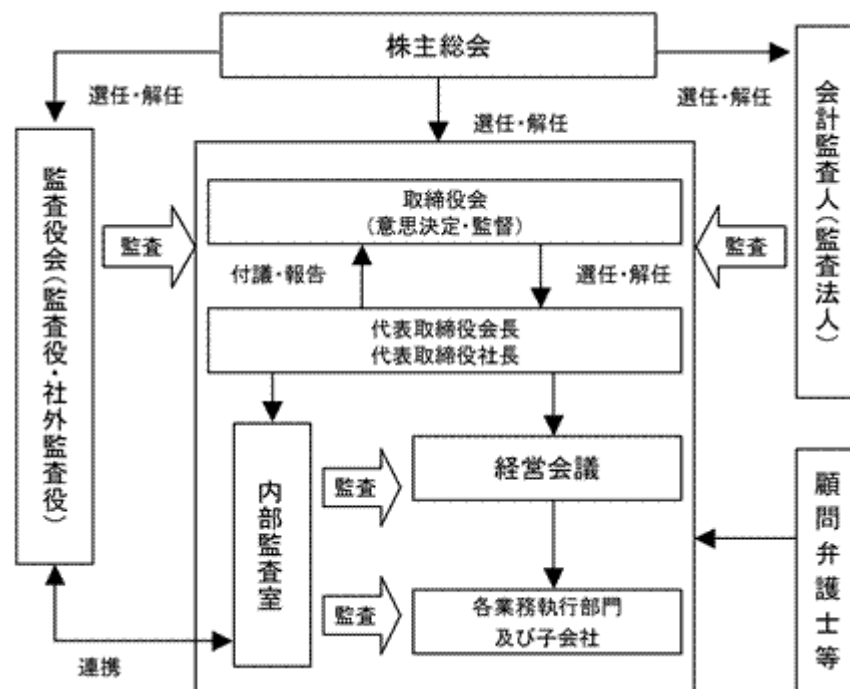 株主総会
選任・解任
選任・解任
選任・解任
監査役会(監査役・社外監査役)
会計監査人(監査法人)
取締役会
(意思決定・監督)
監査
監査
付議・報告
選任・解任
代表取締役会長
代表取締役社長
内部監査室
監査
経営会議
顧問弁護士等
監査
各業務執行部門
及び子会社
連携